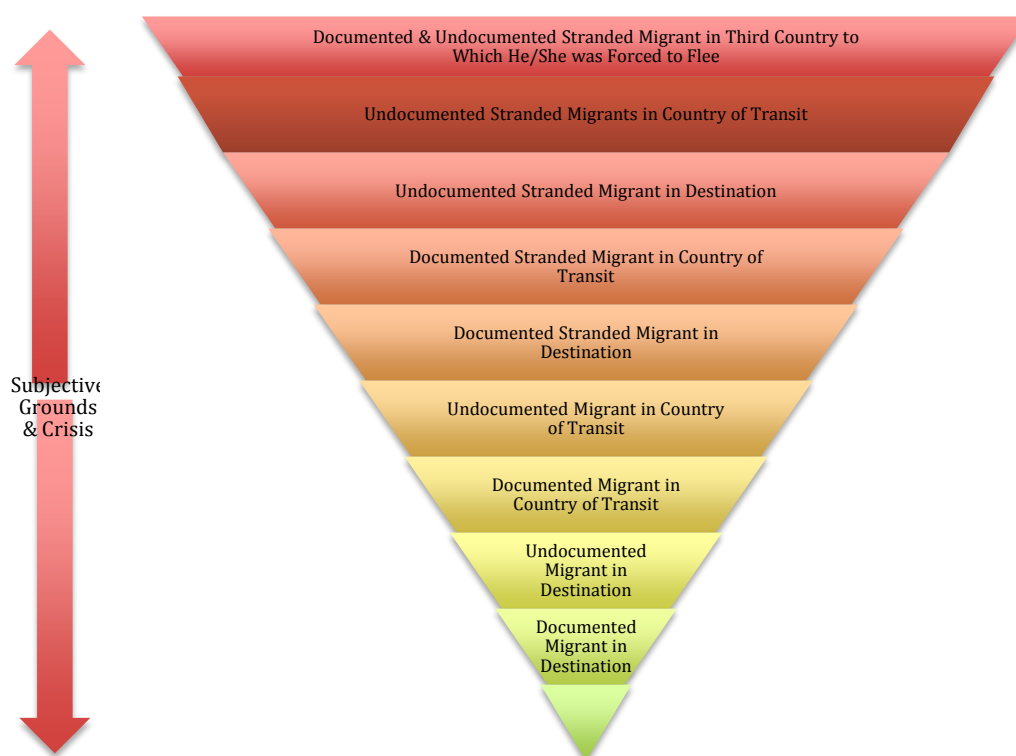 Documented & Undocumented Stranded Migrant in Third Country to
Which He/She was Forced to Flee
Undocumented Stranded Migrants in Country of Transit
Undocumented Stranded Migrant in Destination
Documented Stranded Migrant in Country of
Transit
Documented Stranded Migrant in
Destination
Subjective
Grounds
& Crisis
Undocumented Migrant in Country
of Transit
Documented Migrant in
Country of Transit
Undocumented
Migrant in
Destination
Documented
Migrant in
Destination